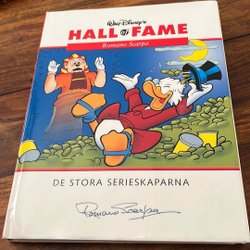 Walt Disney's
HALL OF FAME
Romano Scarpa
DE STORA SERIESKAPARNA
Romano Scarpa